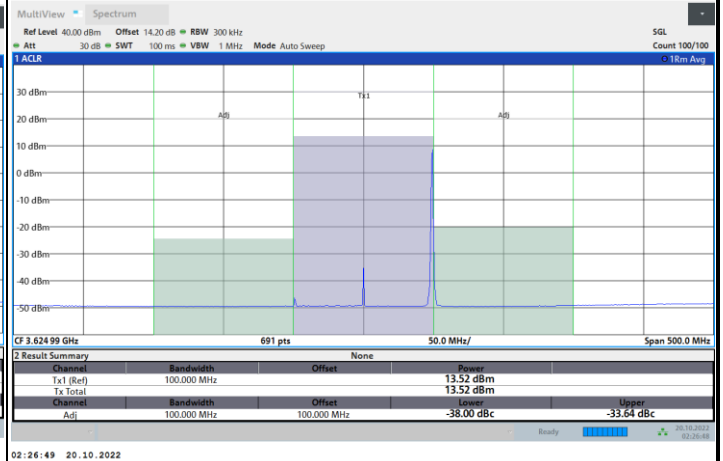 MultiView Spectrum
Ref Level 40.00 dBm Offset 14.20 dB RBW 300 kHz SGL
Att 30 dB SWT 100 ms VBW 1 MHz Mode Auto Sweep Count 100/100
1 ACLR 1Rm Avg
30 dBm
Tx1
20 dBm
Adj Adj
10 dBm
0 dBm
-10 dBm
-20 dBm
-30 dBm
-40 dBm
-50 dBm
CF 3.624 99 GHz 691 pts 50.0 MHz/ Span 500.0 MHz
2 Result Summary None
Channel Bandwidth Offset Power
Tx1 (Ref) 100.000 MHz 13.52 dBm
Tx Total 13.52 dBm
Channel Bandwidth Offset Lower Upper
Adj 100.000 MHz 100.000 MHz -38.00 dBc -33.64 dBc
Ready 20.10.2022
02:26:48
02:26:49 20.10.2022